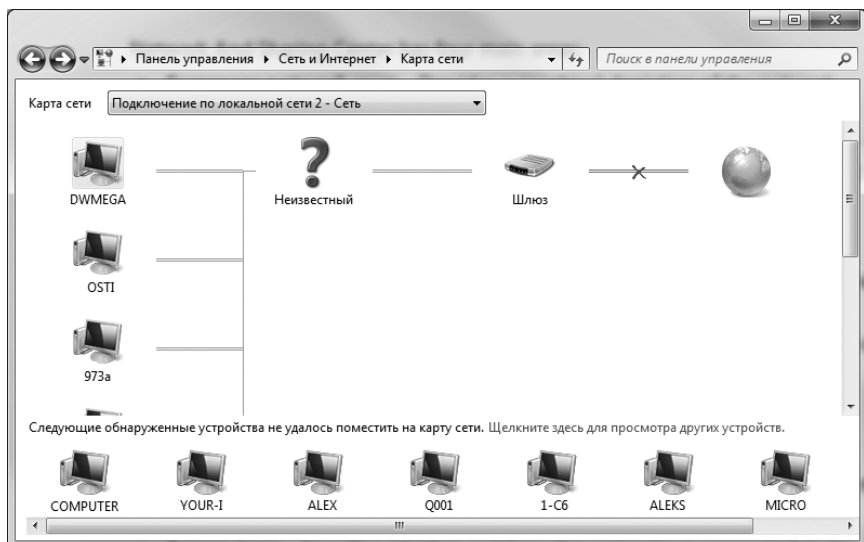 Панель управления ▸ Сеть и Интернет ▸ Карта сети
Поиск в панели управления
Карта сети
Подключение по локальной сети 2 - Сеть
DWMEGA
Неизвестный
Шлюз
OSTI
973a
Следующие обнаруженные устройства не удалось поместить на карту сети. Щелкните здесь для просмотра других устройств.
COMPUTER YOUR-I ALEX Q001 1-C6 ALEKS MICRO